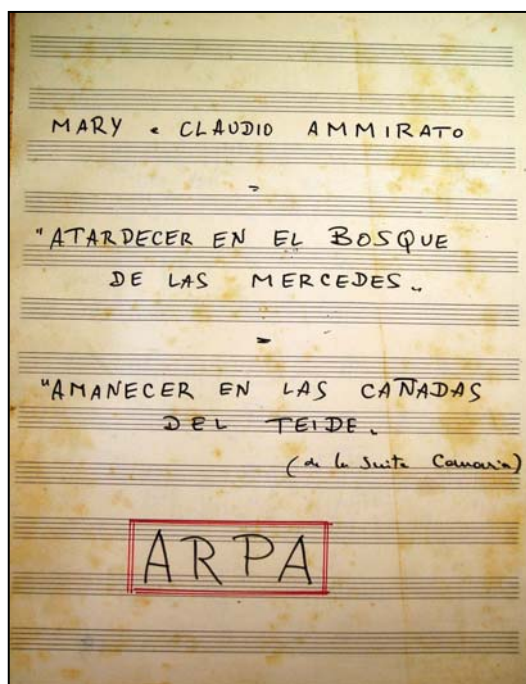 MARY e CLAUDIO AMMIRATO
"ATARDECER EN EL BOSQUE
DE LAS MERCEDES"
"AMANECER EN LAS CAÑADAS
DEL TEIDE"
(de la Suite Canaria)
ARPA